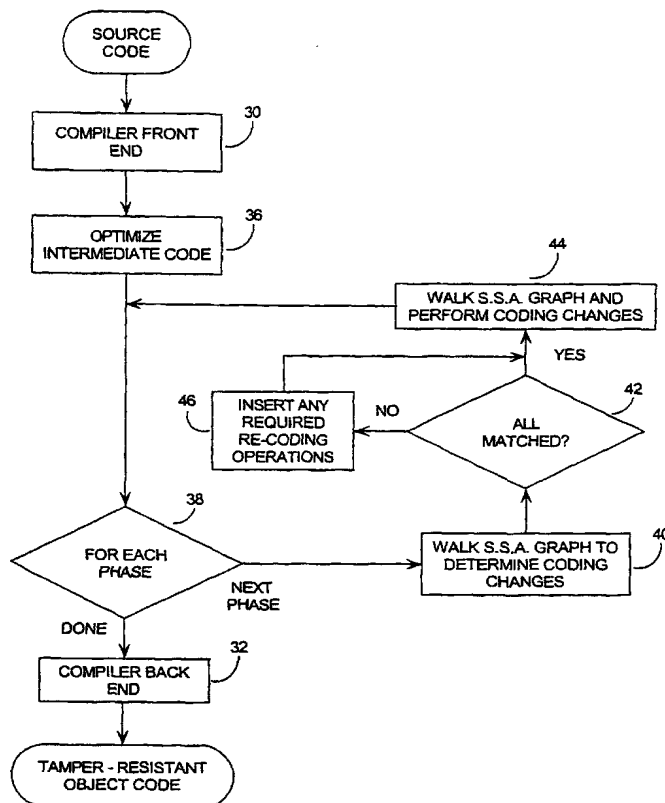 SOURCE
CODE
30
COMPILER FRONT
END
36
OPTIMIZE
INTERMEDIATE CODE
44
WALK S.S.A. GRAPH AND
PERFORM CODING CHANGES
YES
46
INSERT ANY
REQUIRED
RE-CODING
OPERATIONS
NO
42
ALL
MATCHED?
38
FOR EACH
PHASE
NEXT
PHASE
40
WALK S.S.A. GRAPH TO
DETERMINE CODING
CHANGES
DONE
32
COMPILER BACK
END
TAMPER - RESISTANT
OBJECT CODE